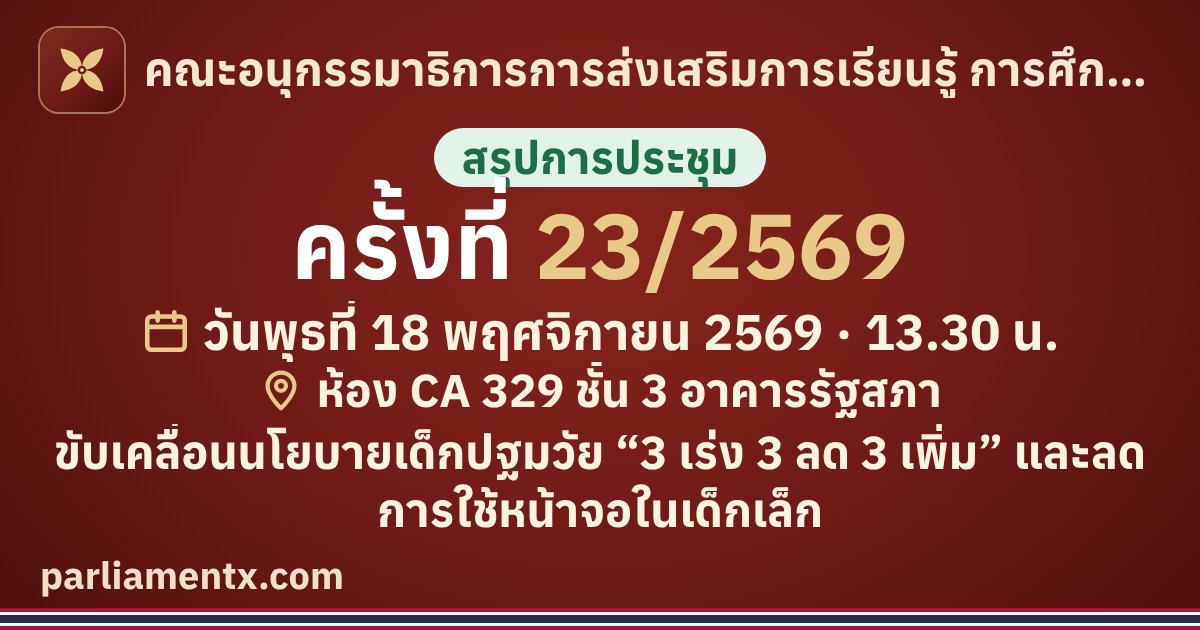 คณะอนุกรรมาธิการการส่งเสริมการเรียนรู้ การศึก...
สรุปการประชุม
ครั้งที่ 23/2569
วันพุธที่ 18 พฤศจิกายน 2569 · 13.30 น.
ห้อง CA 329 ชั้น 3 อาคารรัฐสภา
ขับเคลื่อนนโยบายเด็กปฐมวัย “3 เร่ง 3 ลด 3 เพิ่ม” และลด
การใช้หน้าจอในเด็กเล็ก
parliamentx.com